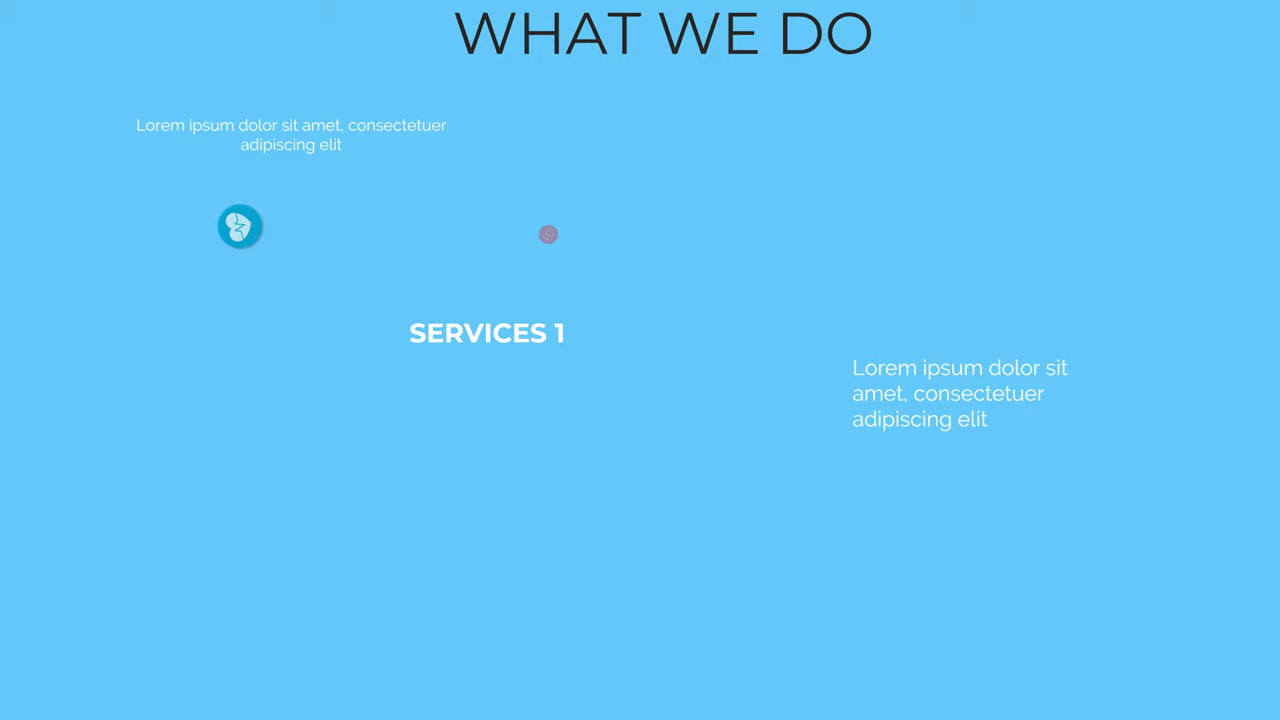 WHAT WE DO
Lorem ipsum dolor sit amet, consectetuer
adipiscing elit
SERVICES 1
Lorem ipsum dolor sit
amet, consectetuer
adipiscing elit